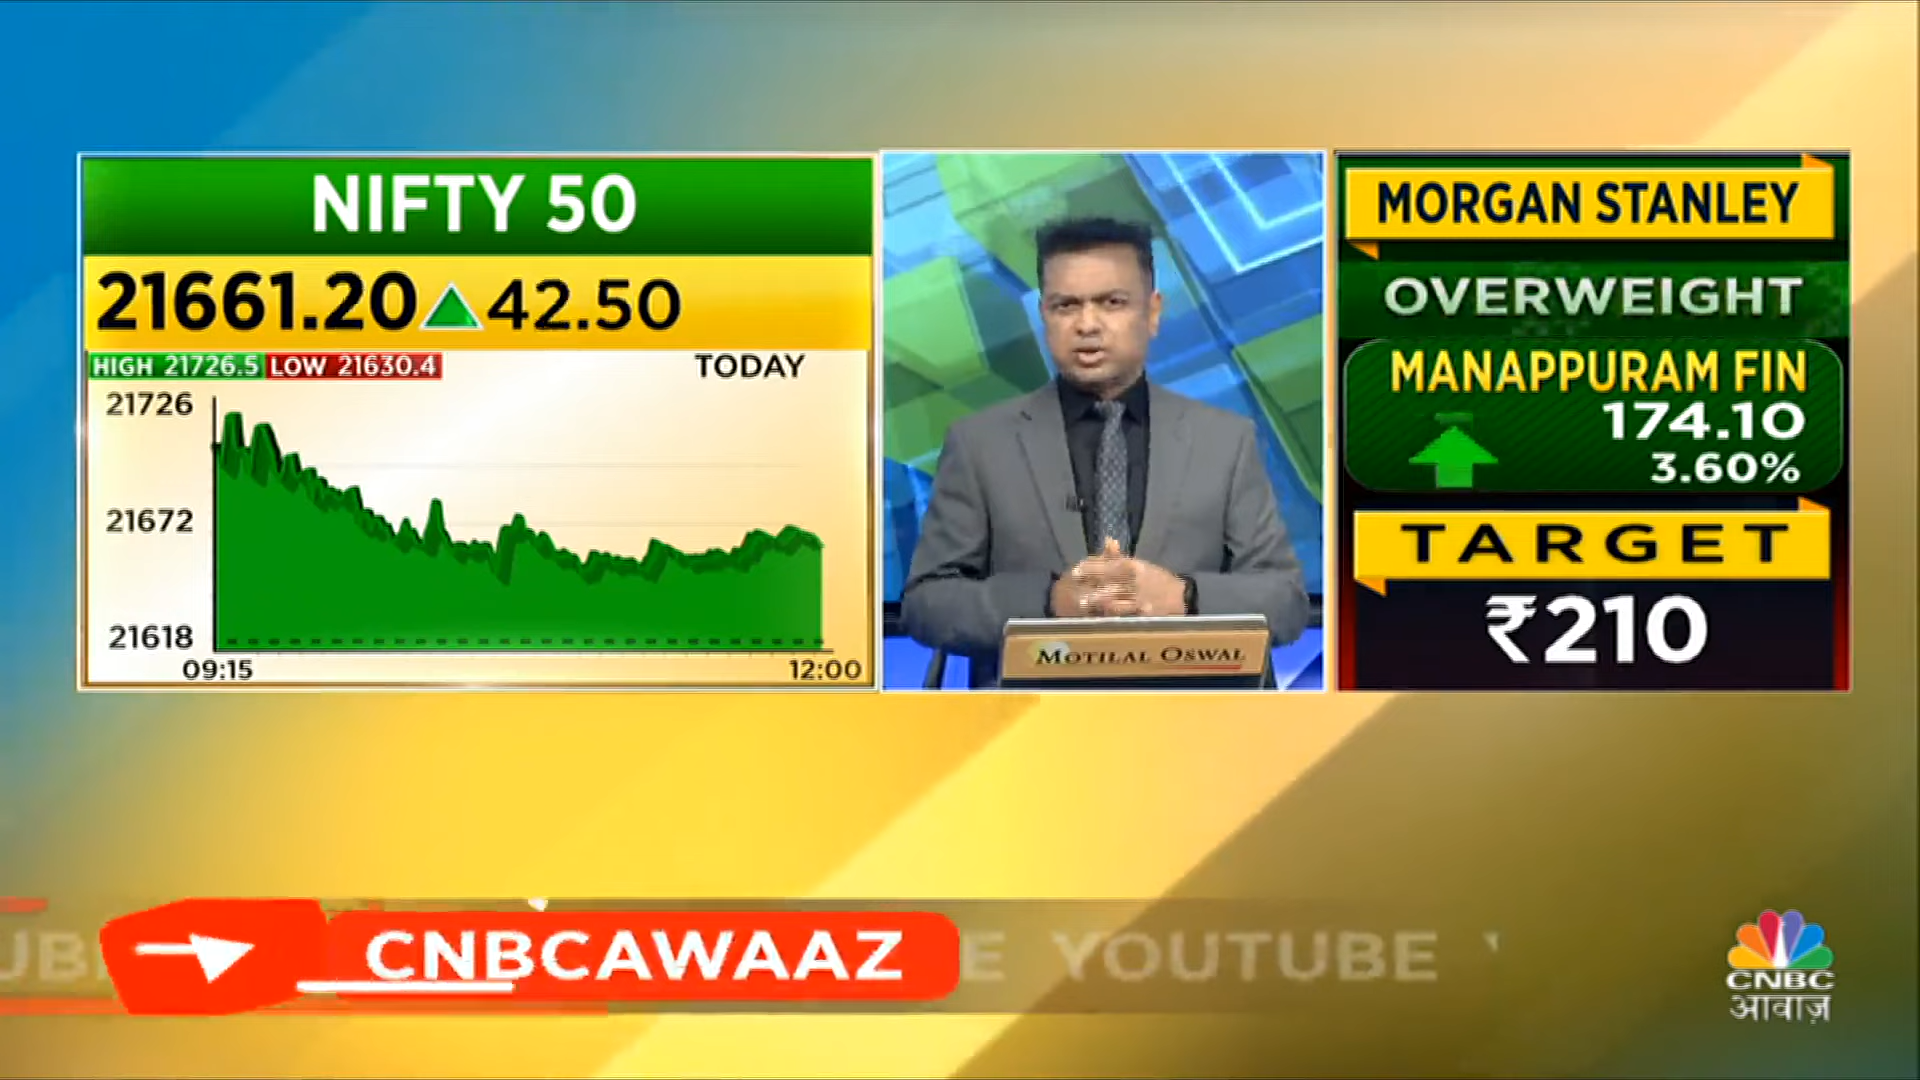 NIFTY 50
21661.20 ▲ 42.50
HIGH 21726.5 LOW 21630.4
TODAY
21726
21672
21618
09:15
12:00
MOTILAL OSWAL
MORGAN STANLEY
OVERWEIGHT
MANAPPURAM FIN
174.10
3.60%
TARGET
₹210
CNBCAWAAZ
YOUTUBE
CNBC
आवाज़